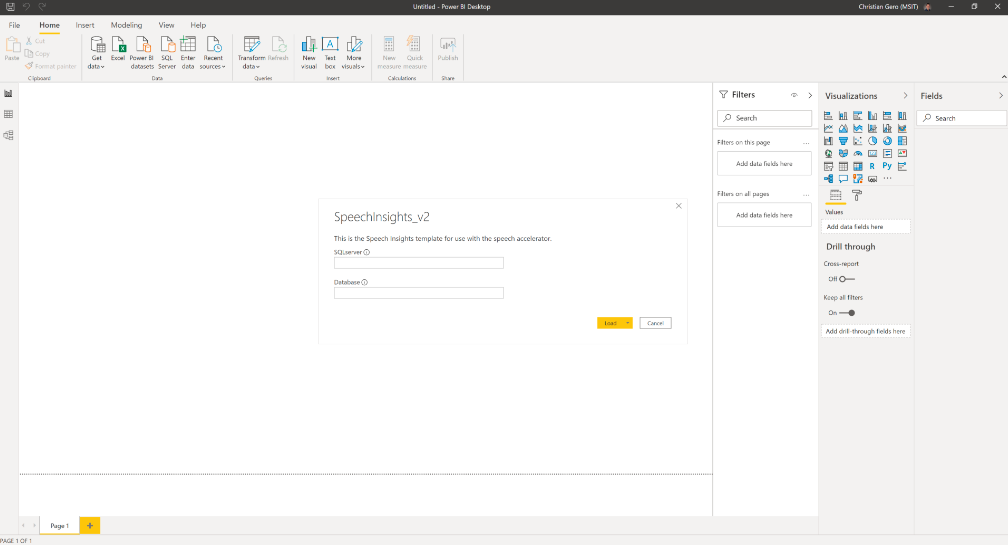 Untitled - Power BI Desktop
Christian Gero (MSIT)
File Home Insert Modeling View Help
Paste
Cut
Copy
Format painter
Clipboard
Get data
Excel
Power BI datasets
SQL Server
Enter data
Recent sources
Data
Transform data
Refresh
Queries
New visual
Text box
A
More visuals
Insert
New measure
Quick measure
Calculations
Publish
Share
Filters
Search
Filters on this page
...
Add data fields here
Filters on all pages
...
Add data fields here
Visualizations
R
Py
...
Values
Add data fields here
Drill through
Cross-report
Off
Keep all filters
On
Add drill-through fields here
Fields
Search
SpeechInsights_v2
This is the Speech Insights template for use with the speech accelerator.
SQLserver
Database
Load
Cancel
Page 1
+
PAGE 1 OF 1